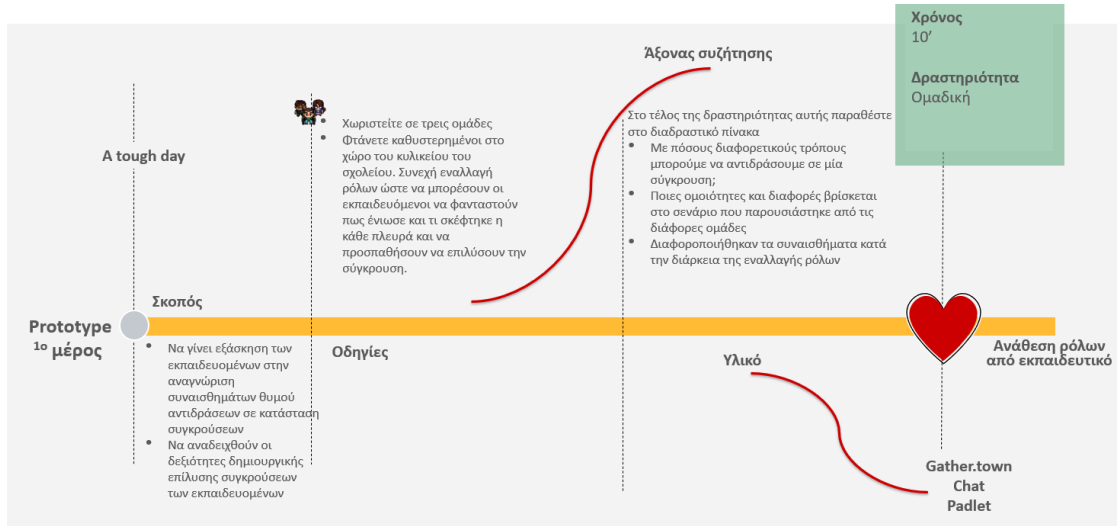 Χρόνος
10’
Δραστηριότητα
Ομαδική
Άξονας συζήτησης
A tough day
• Χωριστείτε σε τρεις ομάδες
• Φτάνετε καθυστερημένοι στο
χώρο του κυλικείου του
σχολείου. Συνεχή εναλλαγή
ρόλων ώστε να μπορέσουν οι
εκπαιδευόμενοι να φανταστούν
πως ένιωσε και τι σκέφτηκε η
κάθε πλευρά και να
προσπαθήσουν να επιλύσουν την
σύγκρουση.
Στο τέλος της δραστηριότητας αυτής παραθέστε
στο διαδραστικό πίνακα
• Με πόσους διαφορετικούς τρόπους
μπορούμε να αντιδράσουμε σε μία
σύγκρουση;
• Ποιες ομοιότητες και διαφορές βρίσκεται
στο σενάριο που παρουσιάστηκε από τις
διάφορες ομάδες
• Διαφοροποιήθηκαν τα συναισθήματα κατά
την διάρκεια της εναλλαγής ρόλων
Σκοπός
Prototype
1ο μέρος
• Να γίνει εξάσκηση των
εκπαιδευομένων στην
αναγνώριση
συναισθημάτων θυμού
αντιδράσεων σε κατάσταση
συγκρούσεων
• Να αναδειχθούν οι
δεξιότητες δημιουργικής
επίλυσης συγκρούσεων
των εκπαιδευομένων
Οδηγίες
Υλικό
Ανάθεση ρόλων
από εκπαιδευτικό
Gather.town
Chat
Padlet